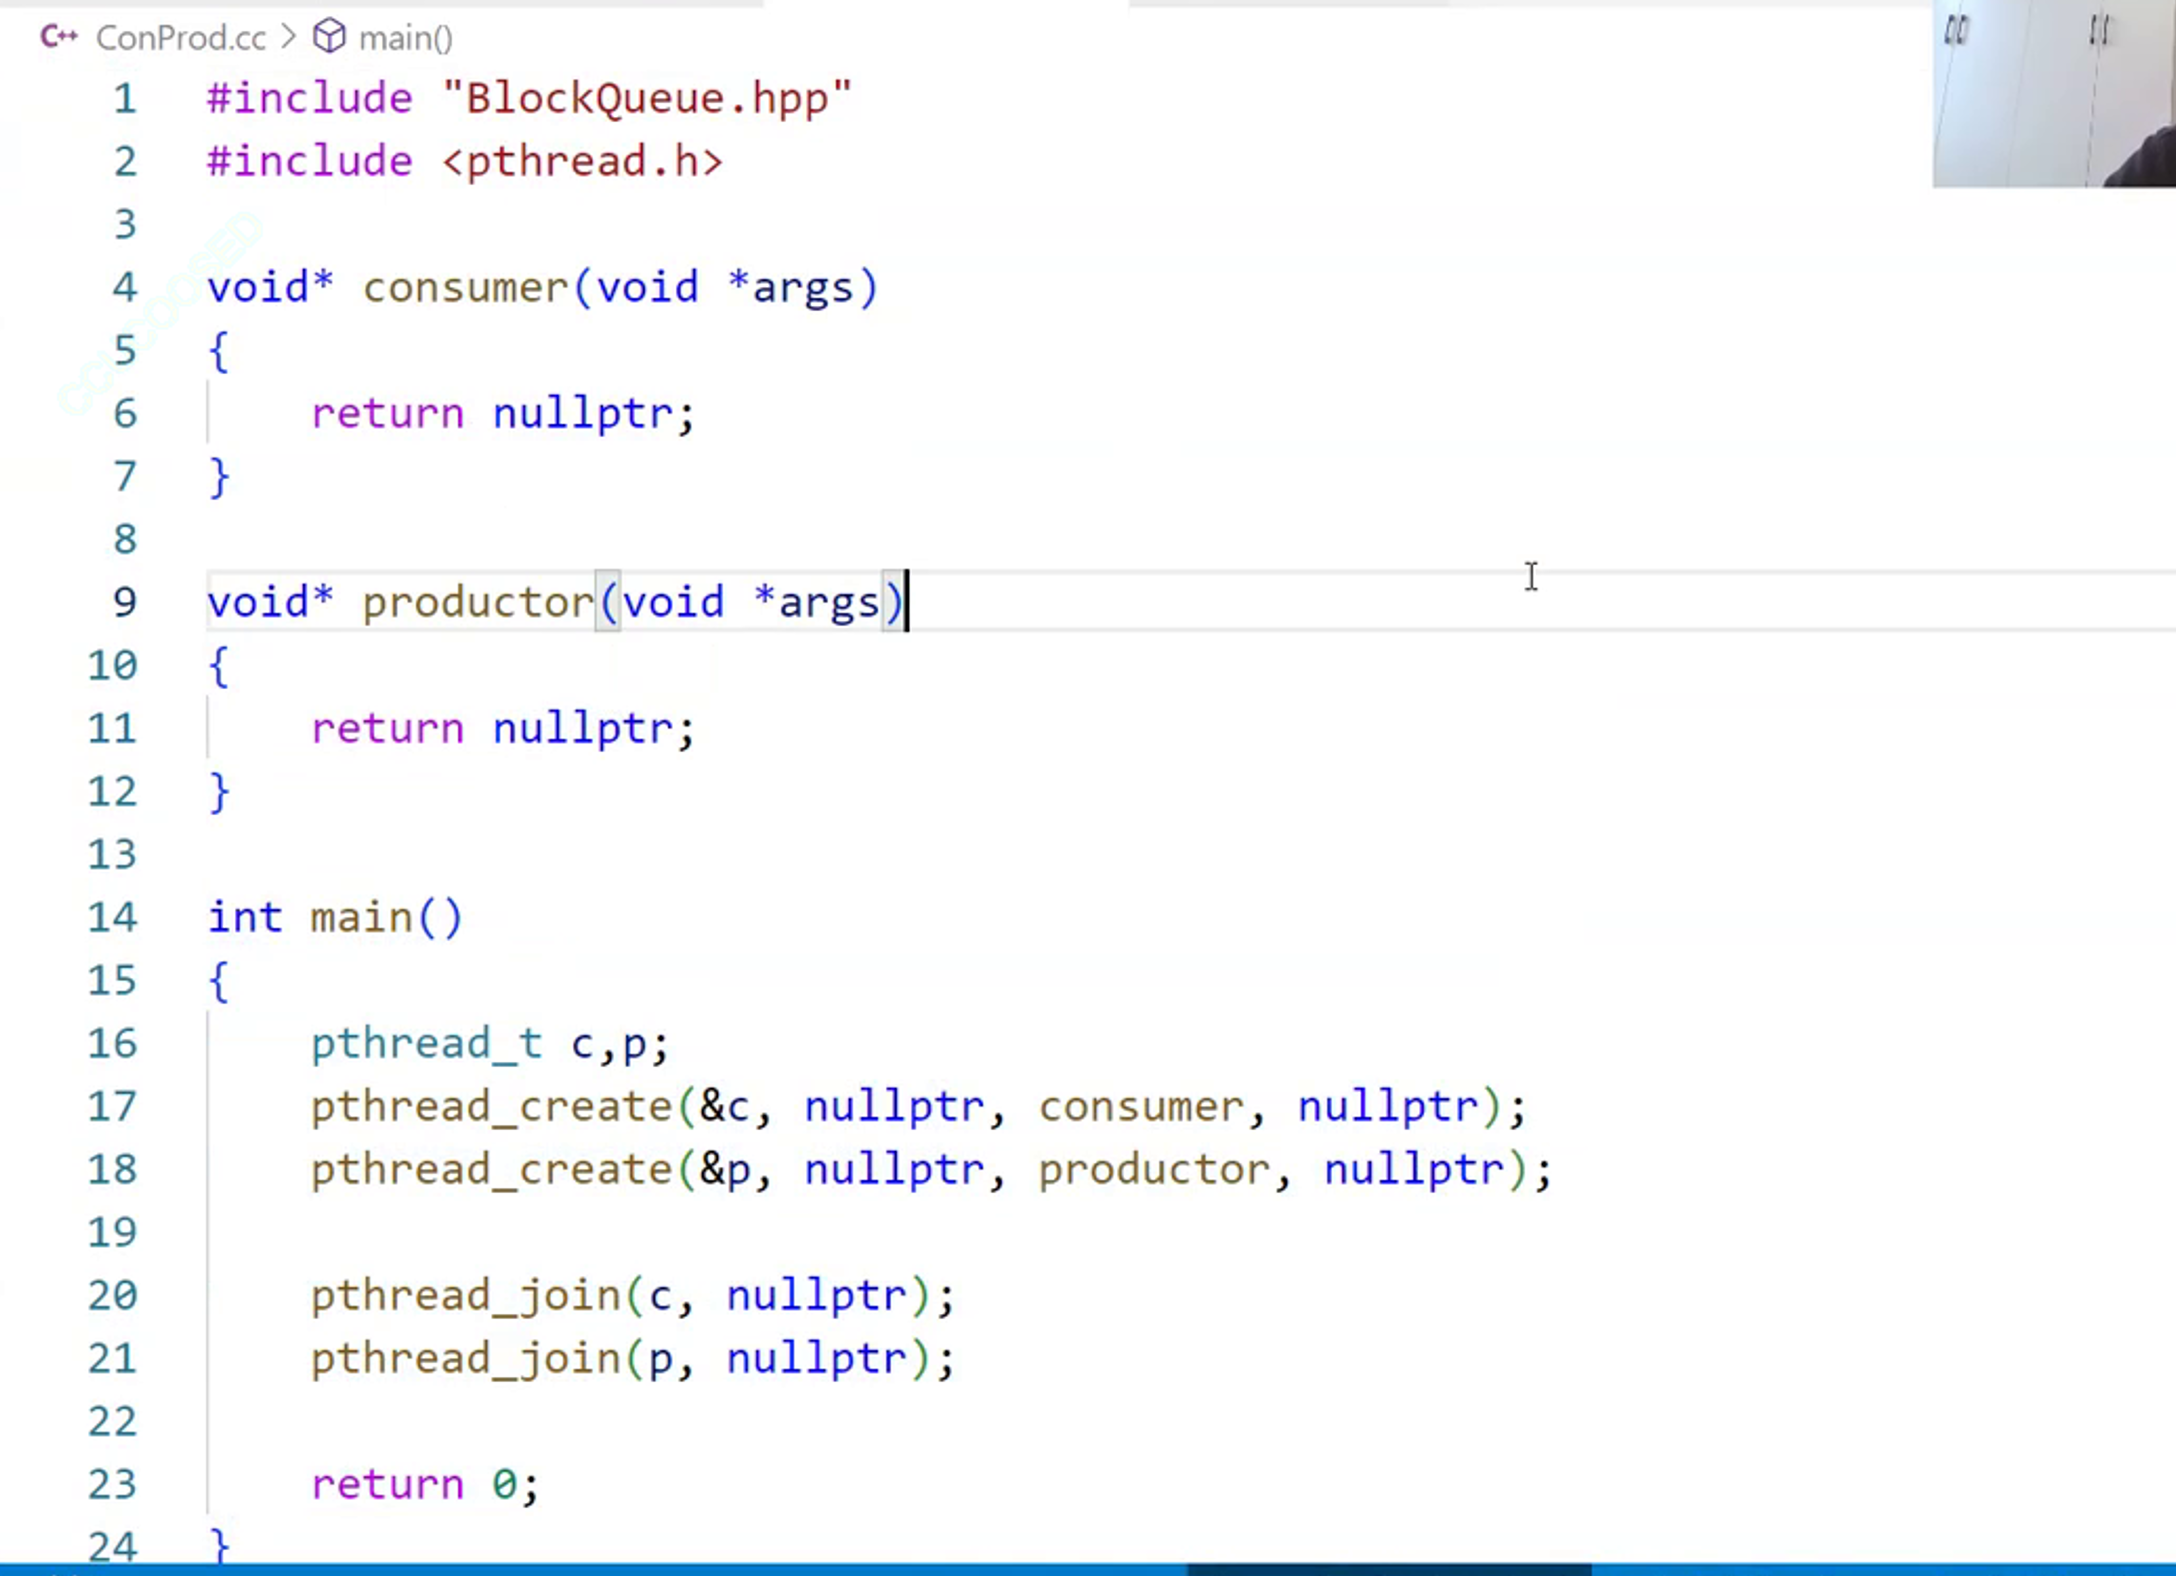 C++ ConProd.cc > main()
1 #include "BlockQueue.hpp"
2 #include <pthread.h>
3
4 void* consumer(void *args)
5 {
6     return nullptr;
7 }
8
9 void* productor(void *args)
10 {
11     return nullptr;
12 }
13
14 int main()
15 {
16     pthread_t c,p;
17     pthread_create(&c, nullptr, consumer, nullptr);
18     pthread_create(&p, nullptr, productor, nullptr);
19
20     pthread_join(c, nullptr);
21     pthread_join(p, nullptr);
22
23     return 0;
24 }